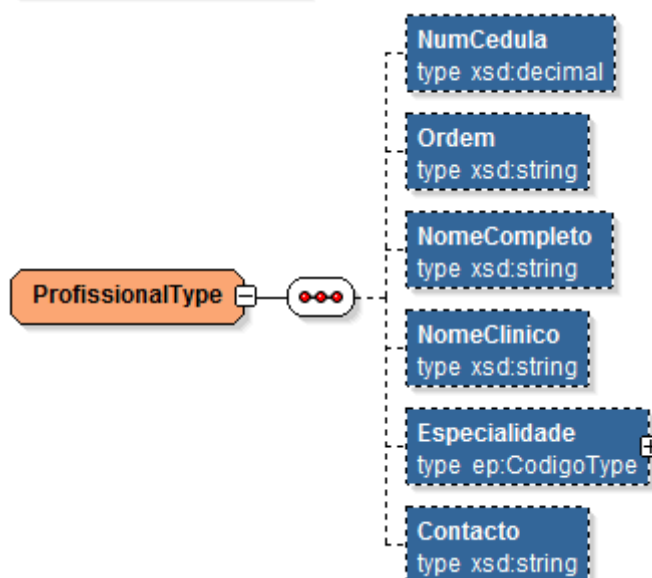 NumCedula
type xsd:decimal
Ordem
type xsd:string
NomeCompleto
type xsd:string
ProfissionalType
NomeClinico
type xsd:string
Especialidade
type ep:CodigoType
Contacto
type xsd:string